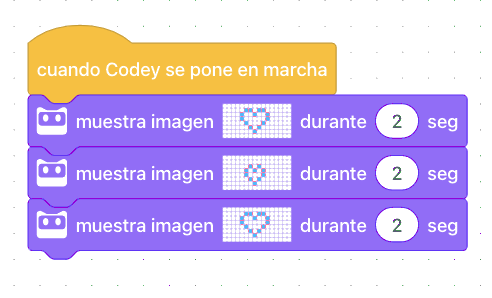 cuando Codey se pone en marcha
muestra imagen durante 2 seg
muestra imagen durante 2 seg
muestra imagen durante 2 seg